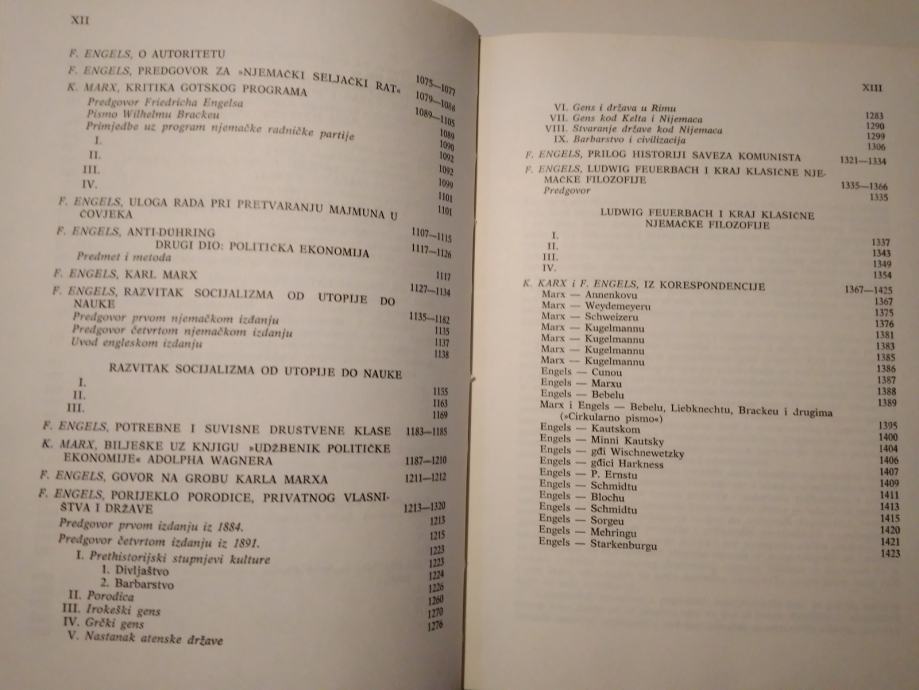 XII
F. ENGELS, O AUTORITETU 1075—1077
F. ENGELS, PREDGOVOR ZA »NJEMAČKI SELJAČKI RAT« 1079—1086
K. MARX, KRITIKA GOTSKOG PROGRAMA 1089—1105
Predgovor Friedricha Engelsa 1089
Pismo Wilhelmu Brackeu 1090
Primjedbe uz program njemačke radničke partije 1092
I. 1092
II. 1099
III. 1101
IV. 1101
F. ENGELS, ULOGA RADA PRI PRETVARANJU MAJMUNA U
ČOVJEKA 1107—1115
F. ENGELS, ANTI-DUHRING
DRUGI DIO: POLITIČKA EKONOMIJA 1117—1126
Predmet i metoda 1117
F. ENGELS, KARL MARX 1127—1134
F. ENGELS, RAZVITAK SOCIJALIZMA OD UTOPIJE DO
NAUKE 1135—1182
Predgovor prvom njemačkom izdanju 1135
Predgovor četvrtom njemačkom izdanju 1137
Uvod engleskom izdanju 1138
RAZVITAK SOCIJALIZMA OD UTOPIJE DO NAUKE
I. 1155
II. 1163
III. 1169
F. ENGELS, POTREBNE I SUVIŠNE DRUŠTVENE KLASE 1183—1185
K. MARX, BILJEŠKE UZ KNJIGU »UDŽBENIK POLITIČKE
EKONOMIJE« ADOLPHA WAGNERA 1187—1210
F. ENGELS, GOVOR NA GROBU KARLA MARXA 1211—1212
F. ENGELS, PORIJEKLO PORODICE, PRIVATNOG VLASNI-
ŠTVA I DRŽAVE 1213—1320
Predgovor prvom izdanju iz 1884. 1213
Predgovor četvrtom izdanju iz 1891. 1215
I. Prethistorijski stupnjevi kulture 1223
1. Divljaštvo 1223
2. Barbarstvo 1224
II. Porodica 1226
III. Irokeški gens 1260
IV. Grčki gens 1270
V. Nastanak atenske države 1276
XIII
VI. Gens i država u Rimu 1283
VII. Gens kod Kelta i Nijemaca 1290
VIII. Stvaranje države kod Nijemaca 1299
IX. Barbarstvo i civilizacija 1306
F. ENGELS, PRILOG HISTORIJI SAVEZA KOMUNISTA 1321—1334
F. ENGELS, LUDWIG FEUERBACH I KRAJ KLASIČNE NJE-
MAČKE FILOZOFIJE 1335—1366
Predgovor 1335
LUDWIG FEUERBACH I KRAJ KLASIČNE
NJEMAČKE FILOZOFIJE
I. 1337
II. 1343
III. 1349
IV. 1354
K. KARX i F. ENGELS, IZ KORESPONDENCIJE 1367—1425
Marx — Annenkovu 1367
Marx — Weydemeyeru 1375
Marx — Schweizeru 1376
Marx — Kugelmannu 1381
Marx — Kugelmannu 1383
Marx — Kugelmannu 1385
Marx — Kugelmannu 1386
Engels — Cunou 1387
Engels — Marxu 1388
Engels — Bebelu 1389
Marx i Engels — Bebelu, Liebknechtu, Brackeu i drugima
(»Cirkularno pismo«) 1395
Engels — Kautskom 1400
Engels — Minni Kautsky 1404
Engels — gđi Wischnewetzky 1406
Engels — gđici Harkness 1407
Engels — P. Ernstu 1409
Engels — Schmidtu 1411
Engels — Blochu 1413
Engels — Schmidtu 1415
Engels — Sorgeu 1420
Engels — Mehringu 1421
Engels — Starkenburgu 1423